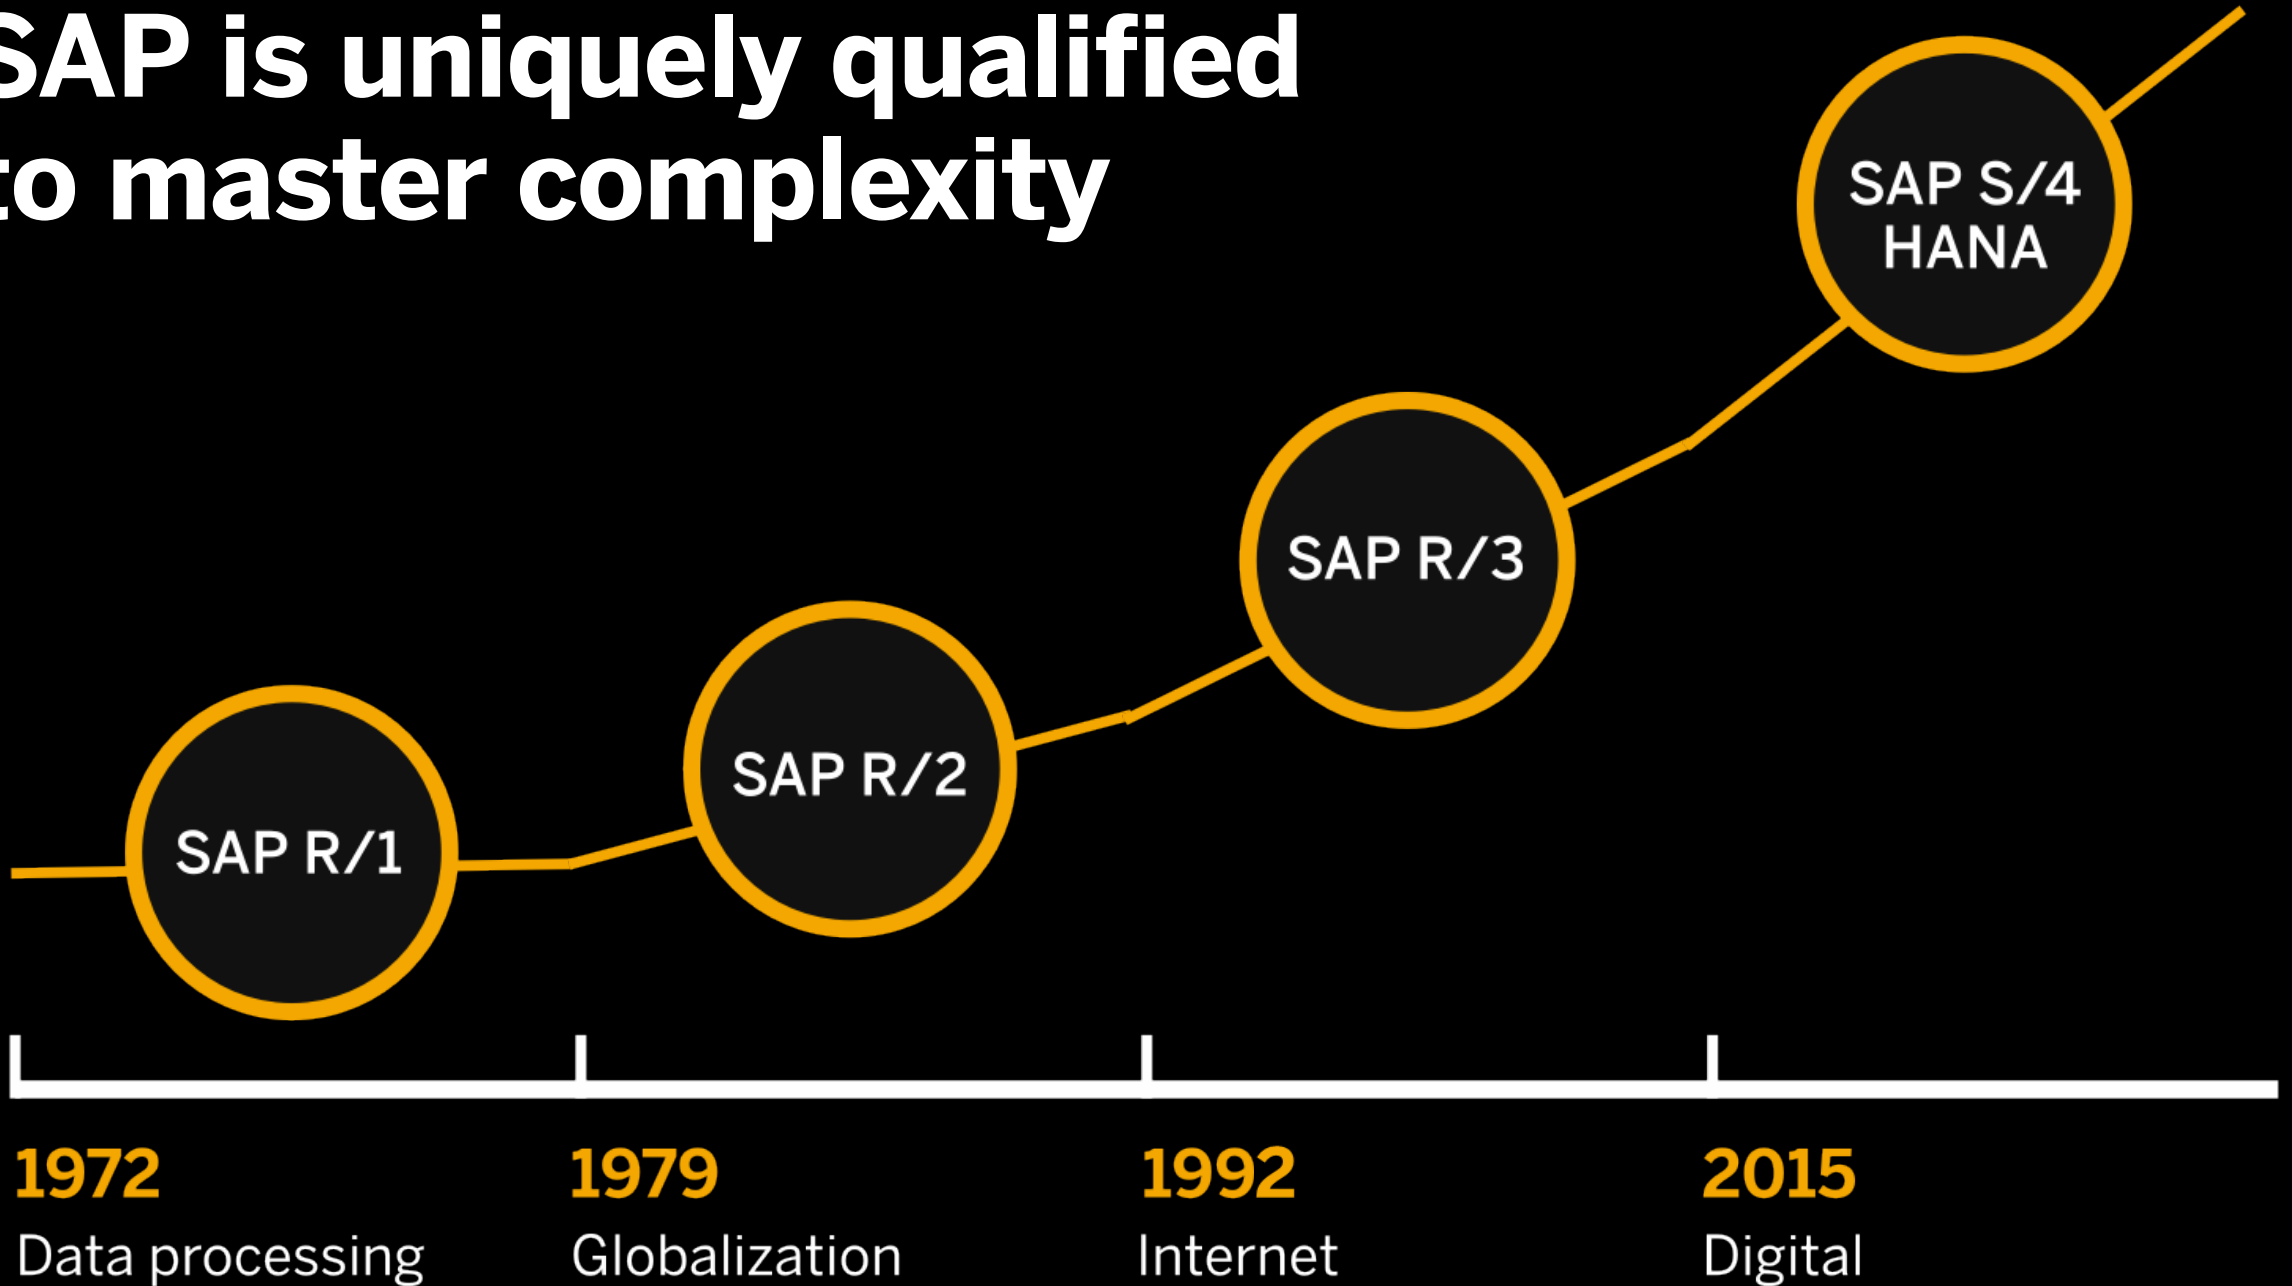 SAP is uniquely qualified
to master complexity
SAP S/4
HANA
SAP R/3
SAP R/2
SAP R/1
1972
Data processing
1979
Globalization
1992
Internet
2015
Digital